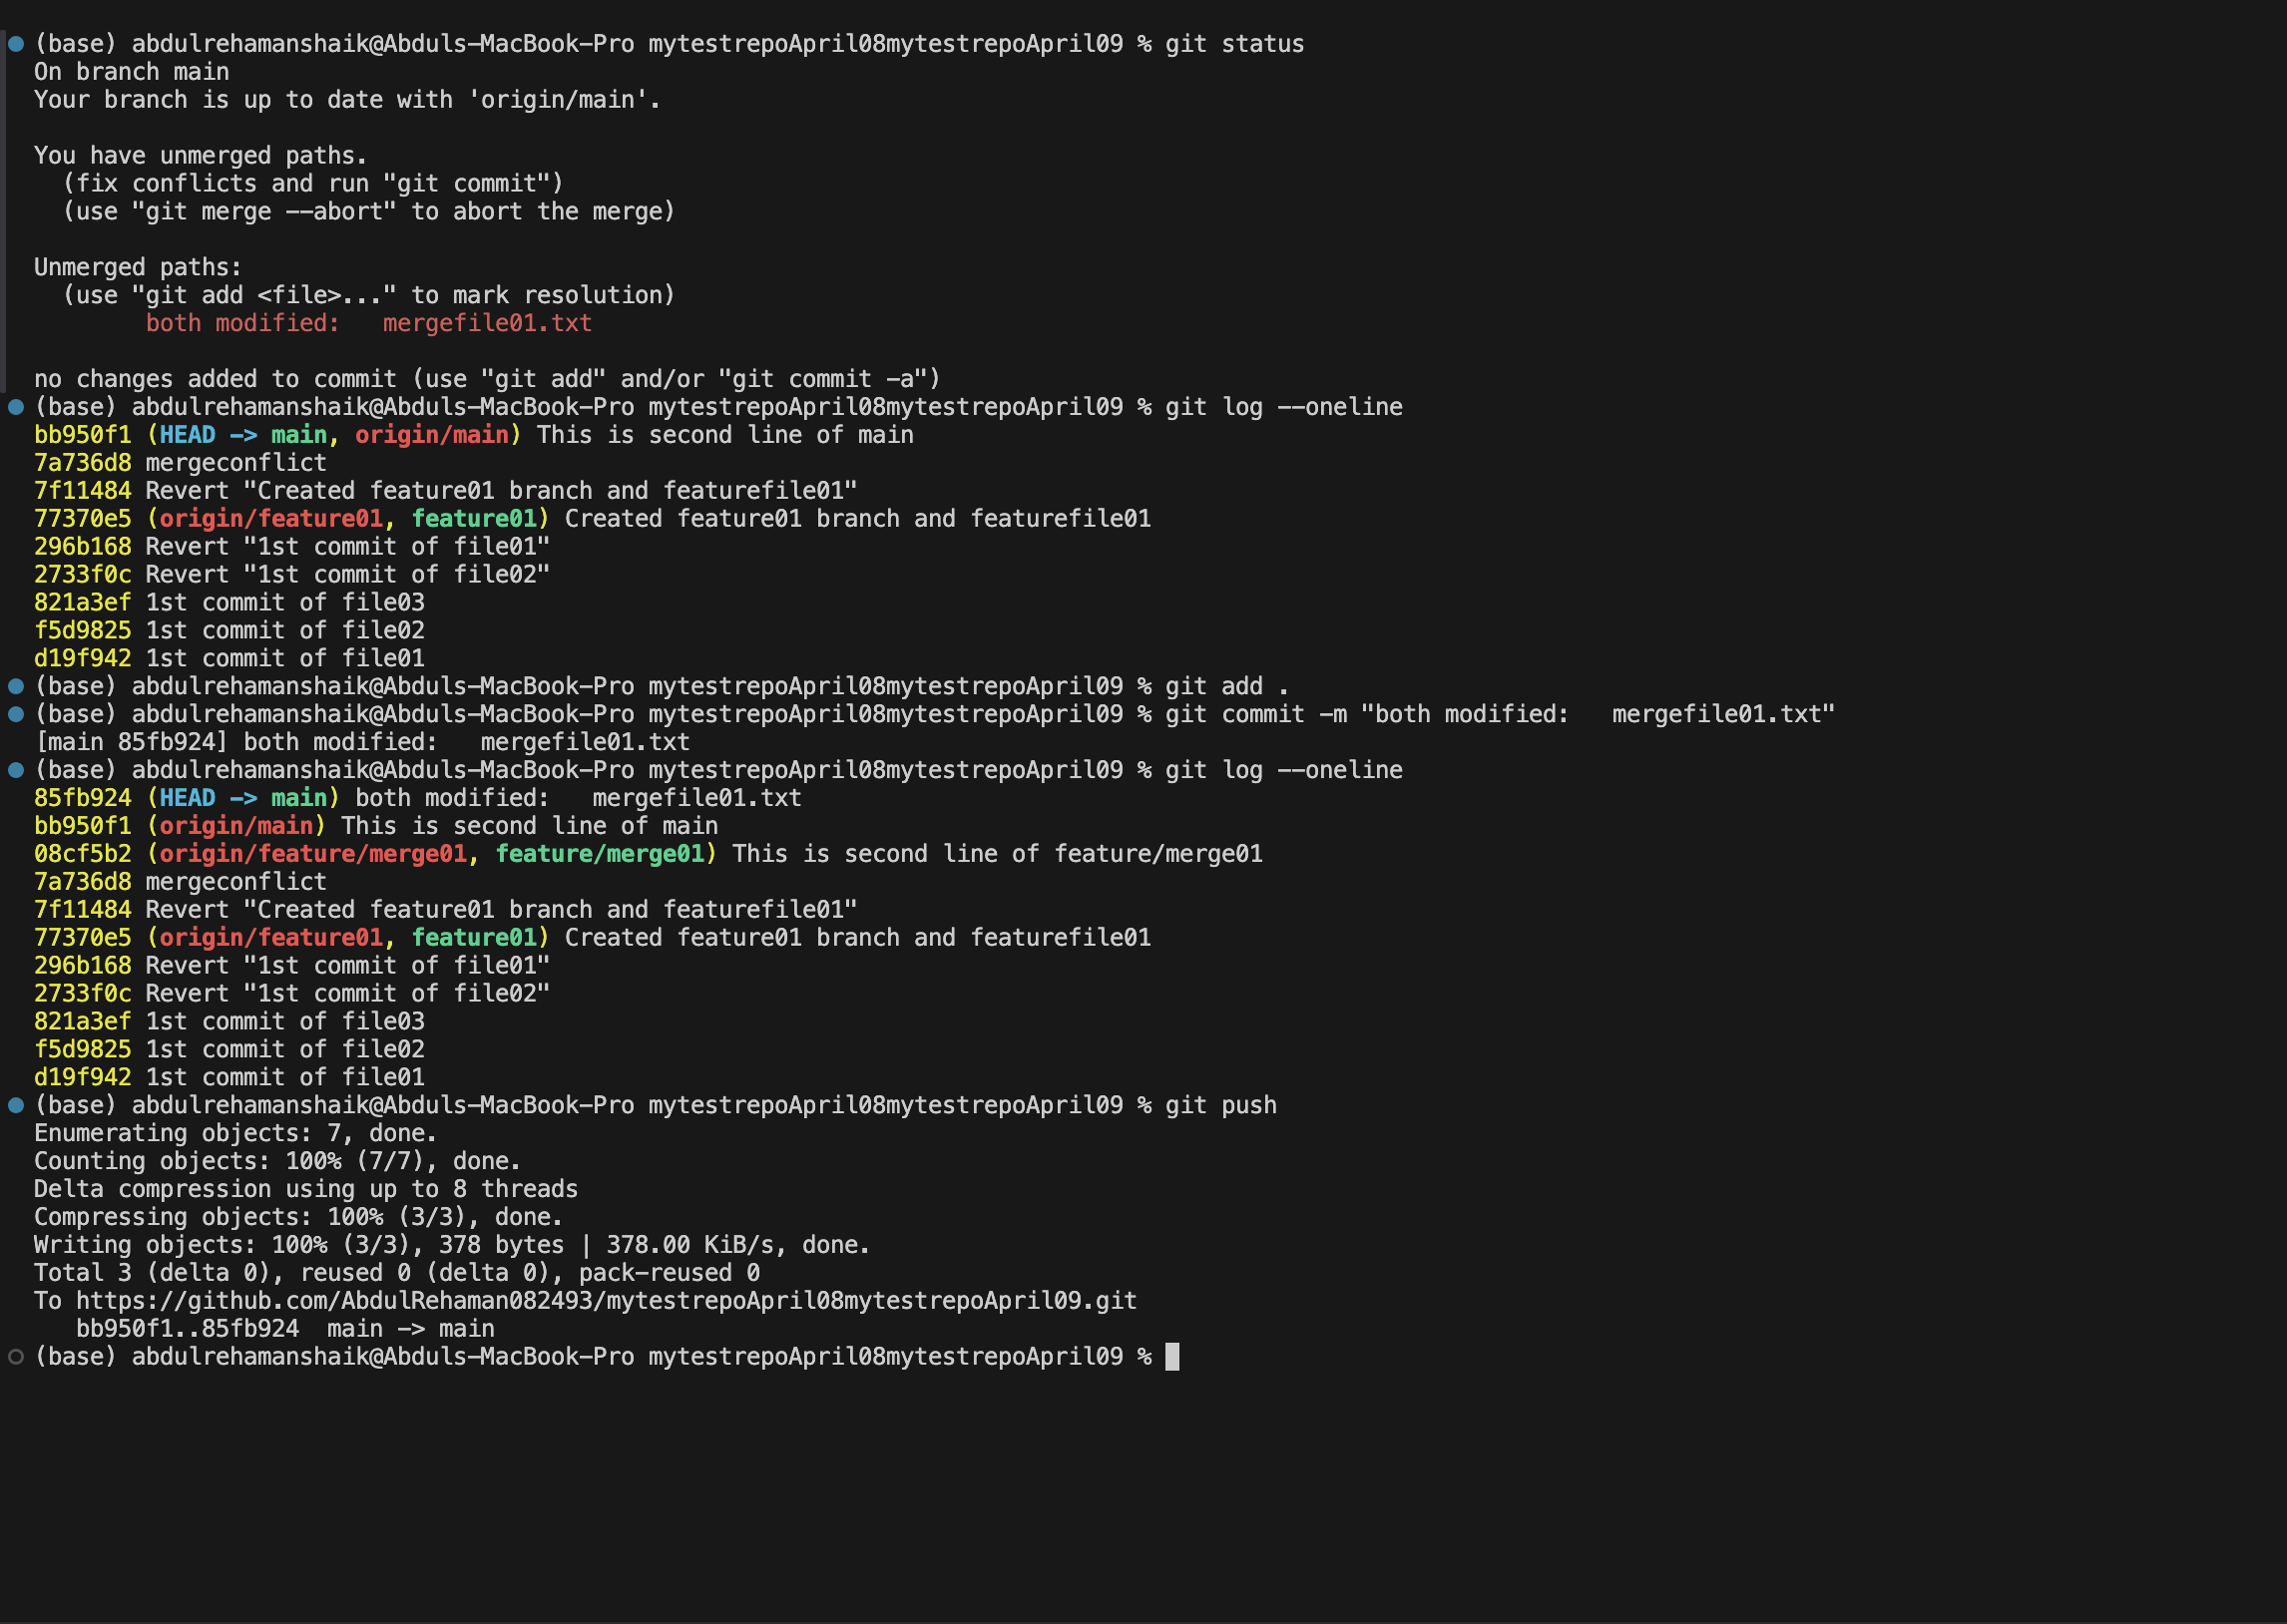 (base) abdulrehamanshaik@Abduls-MacBook-Pro mytestrepoApril08mytestrepoApril09 % git status
On branch main
Your branch is up to date with 'origin/main'.
You have unmerged paths.
  (fix conflicts and run "git commit")
  (use "git merge --abort" to abort the merge)
Unmerged paths:
  (use "git add <file>..." to mark resolution)
        both modified:   mergefile01.txt
no changes added to commit (use "git add" and/or "git commit -a")
(base) abdulrehamanshaik@Abduls-MacBook-Pro mytestrepoApril08mytestrepoApril09 % git log --oneline
bb950f1 (HEAD -> main, origin/main) This is second line of main
7a736d8 mergeconflict
7f11484 Revert "Created feature01 branch and featurefile01"
77370e5 (origin/feature01, feature01) Created feature01 branch and featurefile01
296b168 Revert "1st commit of file01"
2733f0c Revert "1st commit of file02"
821a3ef 1st commit of file03
f5d9825 1st commit of file02
d19f942 1st commit of file01
(base) abdulrehamanshaik@Abduls-MacBook-Pro mytestrepoApril08mytestrepoApril09 % git add .
(base) abdulrehamanshaik@Abduls-MacBook-Pro mytestrepoApril08mytestrepoApril09 % git commit -m "both modified:   mergefile01.txt"
[main 85fb924] both modified:   mergefile01.txt
(base) abdulrehamanshaik@Abduls-MacBook-Pro mytestrepoApril08mytestrepoApril09 % git log --oneline
85fb924 (HEAD -> main) both modified:   mergefile01.txt
bb950f1 (origin/main) This is second line of main
08cf5b2 (origin/feature/merge01, feature/merge01) This is second line of feature/merge01
7a736d8 mergeconflict
7f11484 Revert "Created feature01 branch and featurefile01"
77370e5 (origin/feature01, feature01) Created feature01 branch and featurefile01
296b168 Revert "1st commit of file01"
2733f0c Revert "1st commit of file02"
821a3ef 1st commit of file03
f5d9825 1st commit of file02
d19f942 1st commit of file01
(base) abdulrehamanshaik@Abduls-MacBook-Pro mytestrepoApril08mytestrepoApril09 % git push
Enumerating objects: 7, done.
Counting objects: 100% (7/7), done.
Delta compression using up to 8 threads
Compressing objects: 100% (3/3), done.
Writing objects: 100% (3/3), 378 bytes | 378.00 KiB/s, done.
Total 3 (delta 0), reused 0 (delta 0), pack-reused 0
To https://github.com/AbdulRehaman082493/mytestrepoApril08mytestrepoApril09.git
   bb950f1..85fb924  main -> main
(base) abdulrehamanshaik@Abduls-MacBook-Pro mytestrepoApril08mytestrepoApril09 %